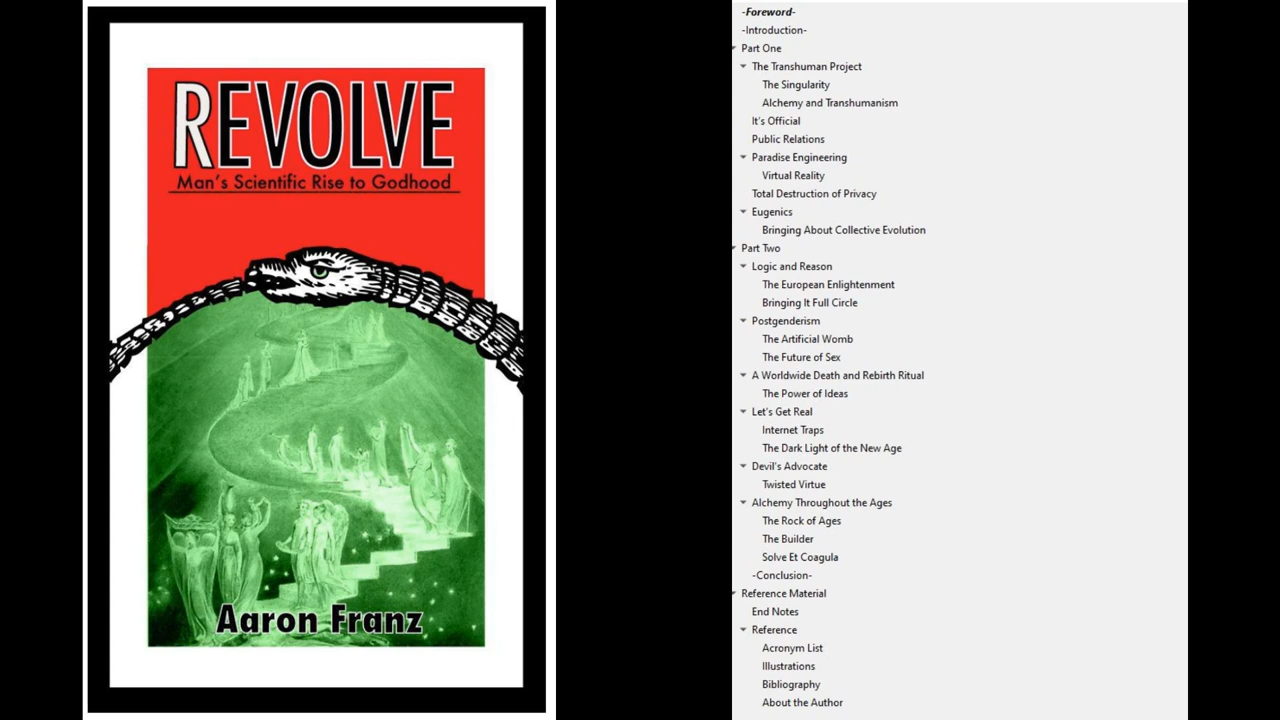 REVOLVE
Man's Scientific Rise to Godhood
Aaron Franz
-Foreword-
-Introduction-
Part One
The Transhuman Project
The Singularity
Alchemy and Transhumanism
It's Official
Public Relations
Paradise Engineering
Virtual Reality
Total Destruction of Privacy
Eugenics
Bringing About Collective Evolution
Part Two
Logic and Reason
The European Enlightenment
Bringing It Full Circle
Postgenderism
The Artificial Womb
The Future of Sex
A Worldwide Death and Rebirth Ritual
The Power of Ideas
Let's Get Real
Internet Traps
The Dark Light of the New Age
Devil's Advocate
Twisted Virtue
Alchemy Throughout the Ages
The Rock of Ages
The Builder
Solve Et Coagula
-Conclusion-
Reference Material
End Notes
Reference
Acronym List
Illustrations
Bibliography
About the Author